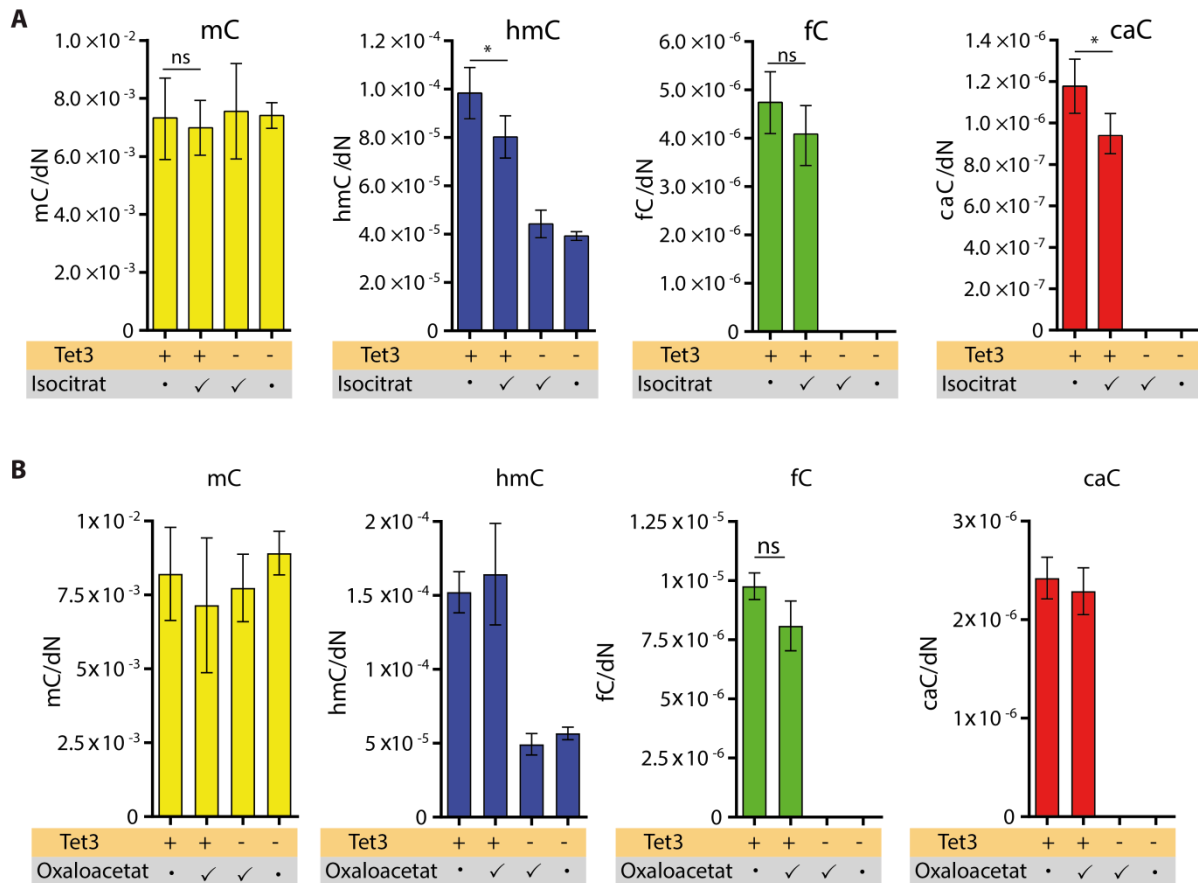 A
mC
hmC
fC
caC
mC/dN
1.0 ×10 -2
8.0 ×10 -3
6.0 ×10 -3
4.0 ×10 -3
2.0 ×10 -3
0
ns
hmC/dN
1.2 ×10 -4
1.0 ×10 -4
8.0 ×10 -5
6.0 ×10 -5
4.0 ×10 -5
2.0 ×10 -5
0
*
fC/dN
6 ×10 -6
5.0 ×10 -6
4.0 ×10 -6
3.0 ×10 -6
2.0 ×10 -6
1.0 ×10 -6
0
ns
caC/dN
1.4 ×10 -6
1.2 ×10 -6
1.0 ×10 -6
8.0 ×10 -7
6.0 ×10 -7
4.0 ×10 -7
2.0 ×10 -7
0
*
Tet3 + + - -
Isocitrat • ✓ ✓ •
Tet3 + + - -
Isocitrat • ✓ ✓ •
Tet3 + + - -
Isocitrat • ✓ ✓ •
Tet3 + + - -
Isocitrat • ✓ ✓ •
B
mC
hmC
fC
caC
mC/dN
1×10 -2
7.5×10 -3
5×10 -3
2.5×10 -3
0
hmC/dN
2×10 -4
1.5×10 -4
1×10 -4
5×10 -5
0
fC/dN
1.25×10 -5
1×10 -5
7.5×10 -6
5×10 -6
2.5×10 -6
0
ns
caC/dN
3×10 -6
2×10 -6
1×10 -6
0
Tet3 + + - -
Oxaloacetat • ✓ ✓ •
Tet3 + + - -
Oxaloacetat • ✓ ✓ •
Tet3 + + - -
Oxaloacetat • ✓ ✓ •
Tet3 + + - -
Oxaloacetat • ✓ ✓ •